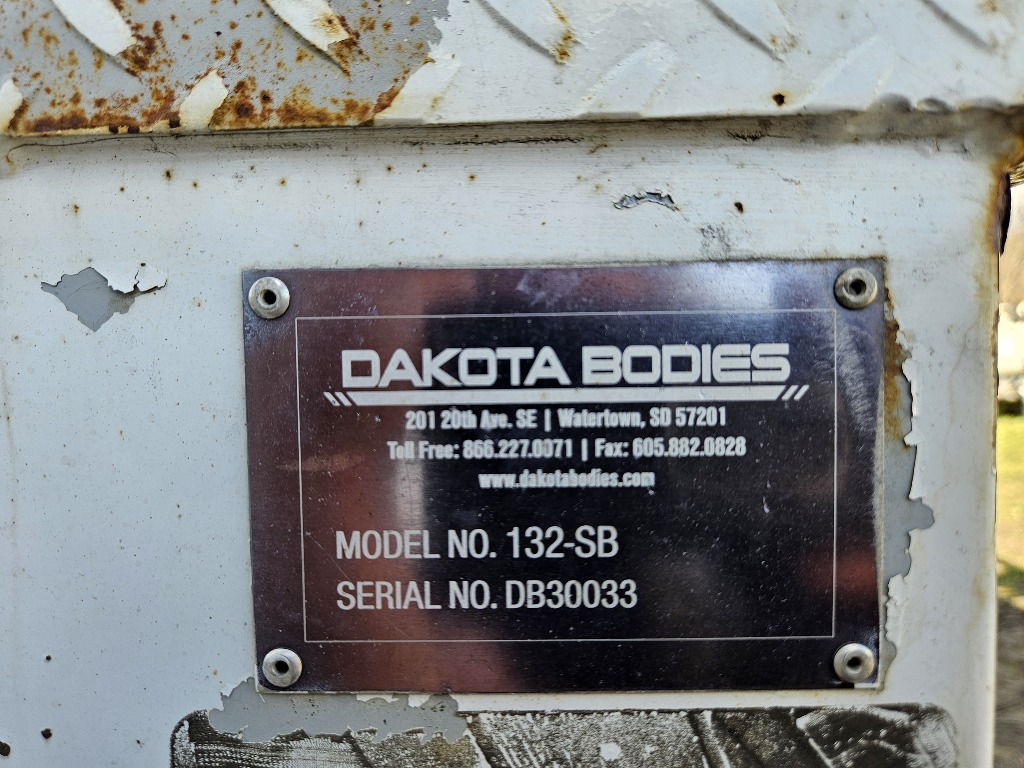 DAKOTA BODIES
201 20th Ave. SE | Watertown, SD 57201
Toll Free: 866.227.0071 | Fax: 605.882.0828
www.dakotabodies.com
MODEL NO. 132-SB
SERIAL NO. DB30033